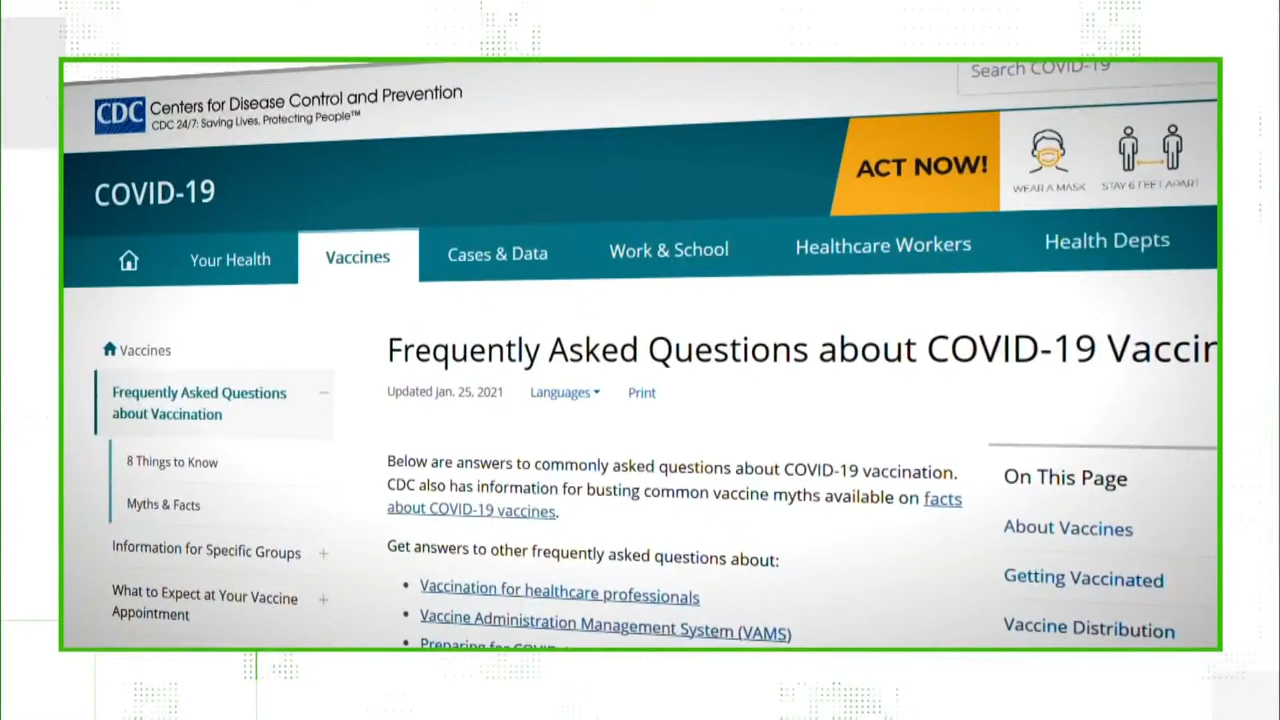 Search COVID-19
CDC Centers for Disease Control and Prevention
CDC 24/7: Saving Lives, Protecting People™
ACT NOW!
WEAR A MASK
STAY 6 FEET APART
COVID-19
Your Health
Vaccines
Cases & Data
Work & School
Healthcare Workers
Health Depts
Vaccines
Frequently Asked Questions
about Vaccination
8 Things to Know
Myths & Facts
Information for Specific Groups
What to Expect at Your Vaccine
Appointment
Frequently Asked Questions about COVID-19 Vaccin
Updated Jan. 25, 2021
Languages
Print
Below are answers to commonly asked questions about COVID-19 vaccination.
CDC also has information for busting common vaccine myths available on facts
about COVID-19 vaccines.
Get answers to other frequently asked questions about:
• Vaccination for healthcare professionals
• Vaccine Administration Management System (VAMS)
• Preparing for
On This Page
About Vaccines
Getting Vaccinated
Vaccine Distribution